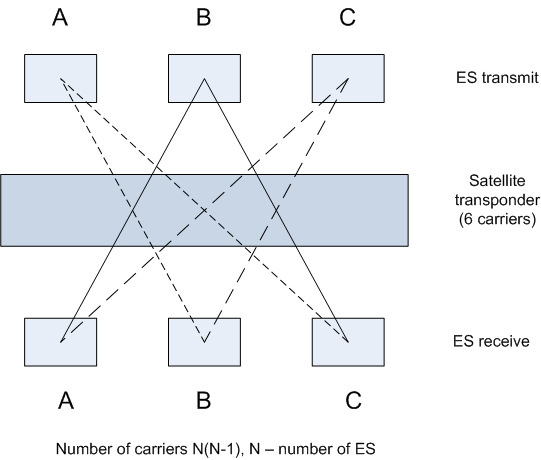 A B C
ES transmit
Satellite
transponder
(6 carriers)
ES receive
A B C
Number of carriers N(N-1), N – number of ES